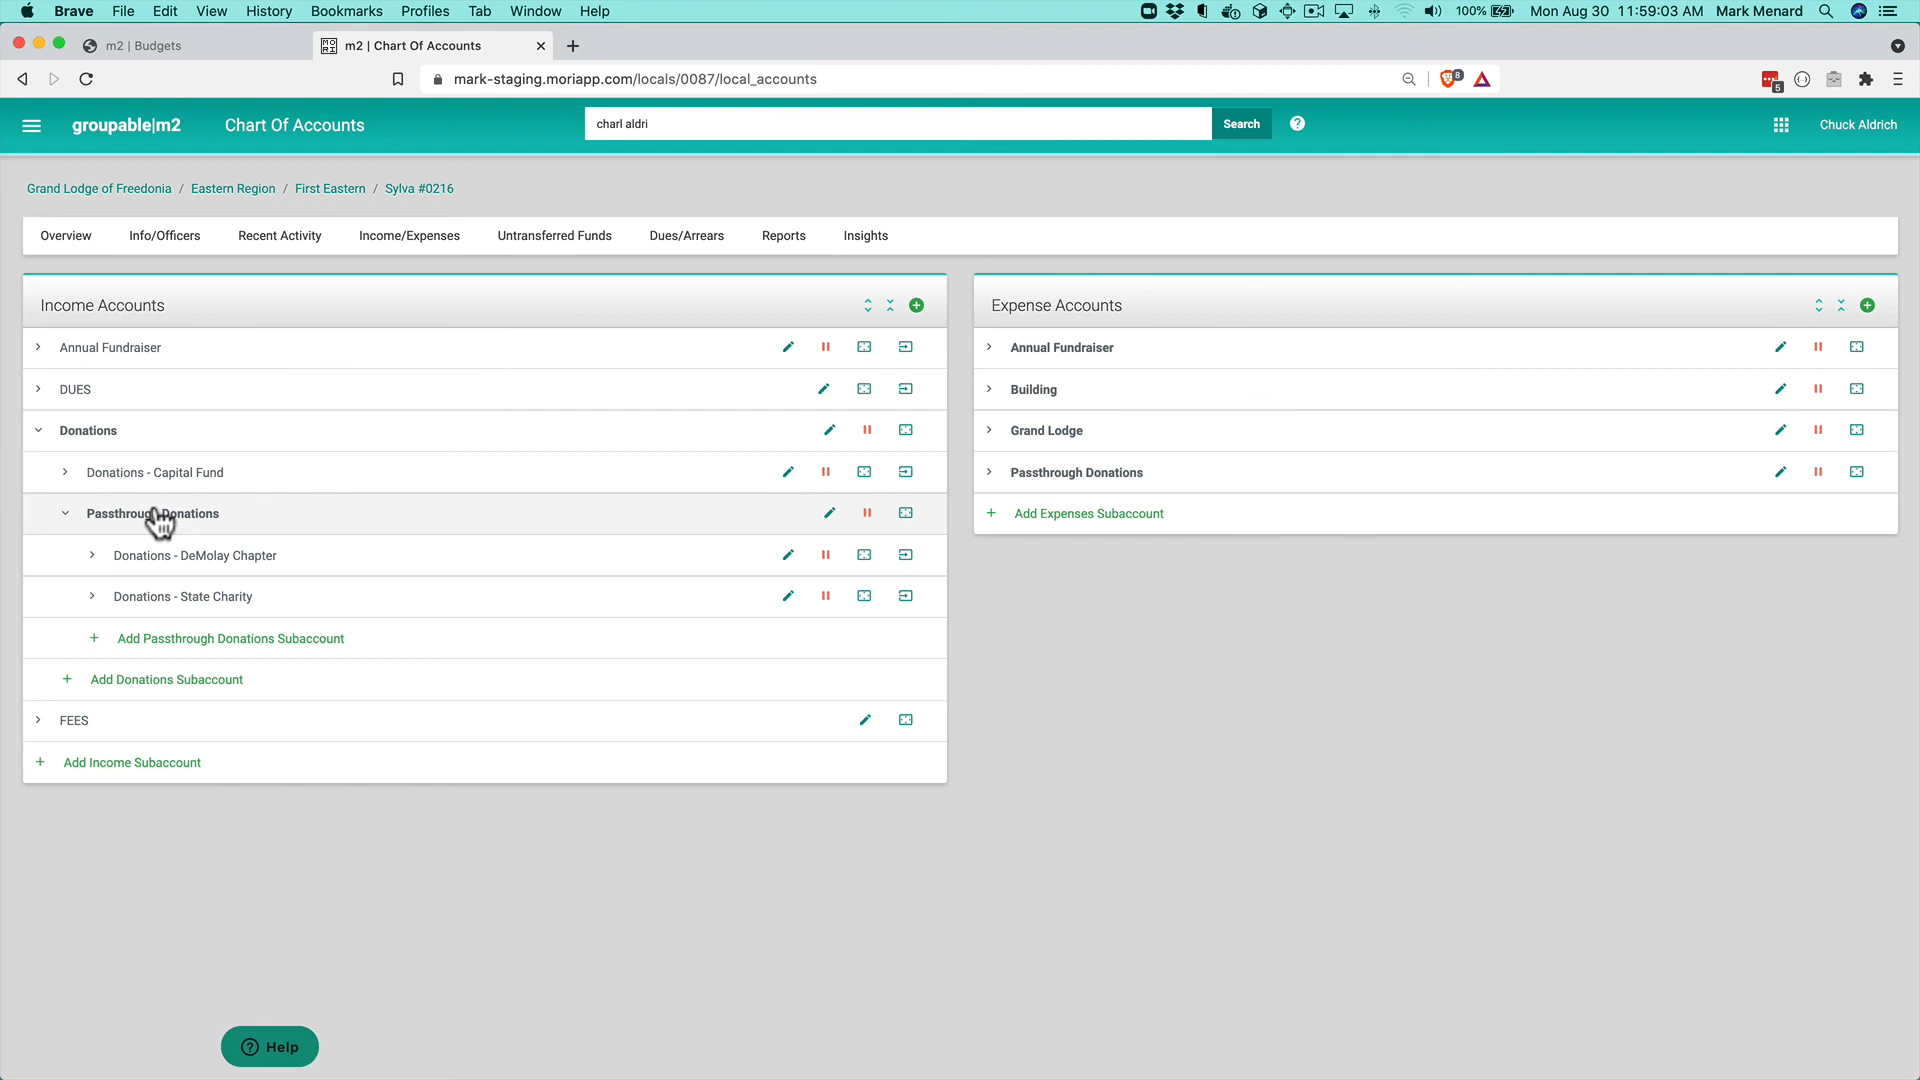 Brave File Edit View History Bookmarks Profiles Tab Window Help 100% Mon Aug 30 11:59:03 AM Mark Menard
m2 | Budgets m2 | Chart Of Accounts
mark-staging.moriapp.com/locals/0087/local_accounts 8 5
groupable|m2 Chart Of Accounts charl aldri Search Chuck Aldrich
Grand Lodge of Freedonia / Eastern Region / First Eastern / Sylva #0216
Overview Info/Officers Recent Activity Income/Expenses Untransferred Funds Dues/Arrears Reports Insights
Income Accounts
Annual Fundraiser
DUES
Donations
Donations - Capital Fund
Passthrough Donations
Donations - DeMolay Chapter
Donations - State Charity
+ Add Passthrough Donations Subaccount
+ Add Donations Subaccount
FEES
+ Add Income Subaccount
Expense Accounts
Annual Fundraiser
Building
Grand Lodge
Passthrough Donations
+ Add Expenses Subaccount
Help